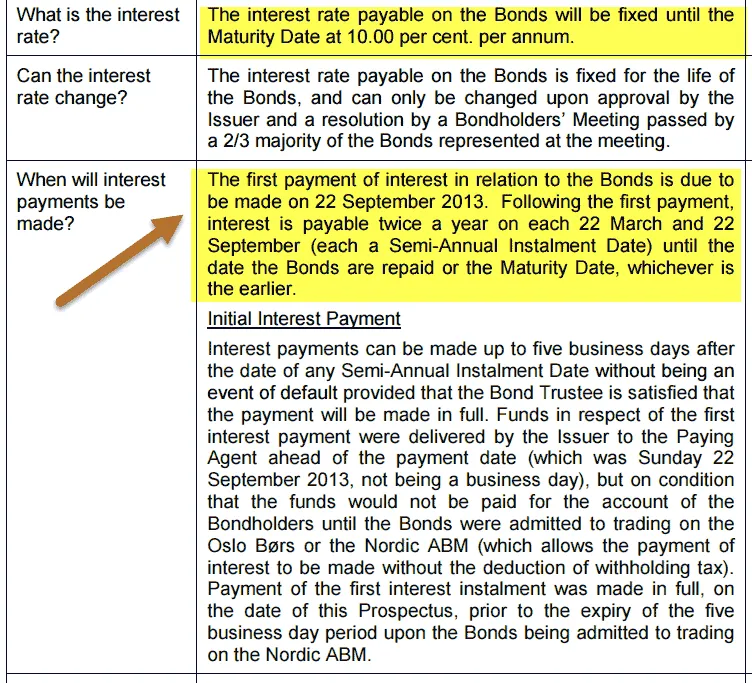 What is the interest
rate?
The interest rate payable on the Bonds will be fixed until the
Maturity Date at 10.00 per cent. per annum.
Can the interest
rate change?
The interest rate payable on the Bonds is fixed for the life of
the Bonds, and can only be changed upon approval by the
Issuer and a resolution by a Bondholders’ Meeting passed by
a 2/3 majority of the Bonds represented at the meeting.
When will interest
payments be
made?
The first payment of interest in relation to the Bonds is due to
be made on 22 September 2013. Following the first payment,
interest is payable twice a year on each 22 March and 22
September (each a Semi-Annual Instalment Date) until the
date the Bonds are repaid or the Maturity Date, whichever is
the earlier.
Initial Interest Payment
Interest payments can be made up to five business days after
the date of any Semi-Annual Instalment Date without being an
event of default provided that the Bond Trustee is satisfied that
the payment will be made in full. Funds in respect of the first
interest payment were delivered by the Issuer to the Paying
Agent ahead of the payment date (which was Sunday 22
September 2013, not being a business day), but on condition
that the funds would not be paid for the account of the
Bondholders until the Bonds were admitted to trading on the
Oslo Børs or the Nordic ABM (which allows the payment of
interest to be made without the deduction of withholding tax).
Payment of the first interest instalment was made in full, on
the date of this Prospectus, prior to the expiry of the five
business day period upon the Bonds being admitted to trading
on the Nordic ABM.